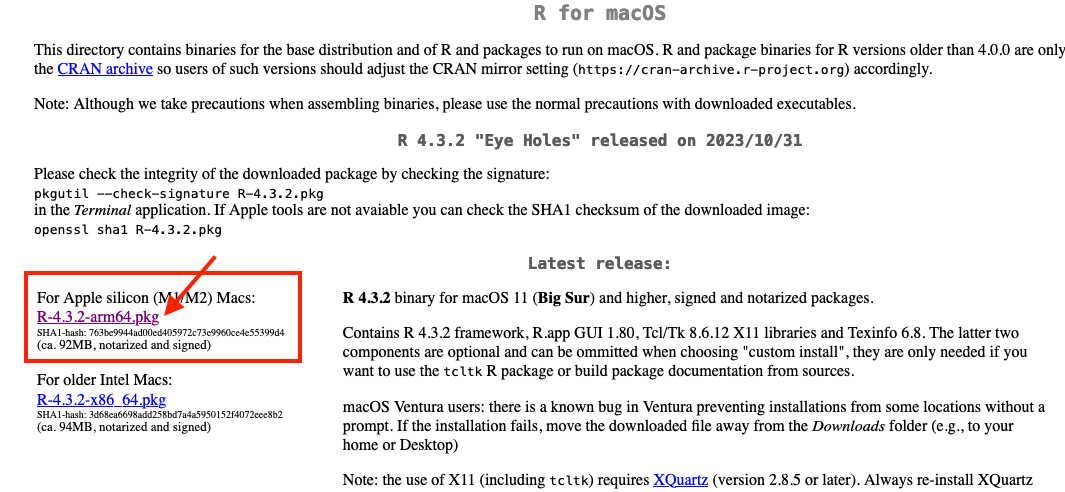 R for macOS
This directory contains binaries for the base distribution and of R and packages to run on macOS. R and package binaries for R versions older than 4.0.0 are only
the CRAN archive so users of such versions should adjust the CRAN mirror setting (https://cran-archive.r-project.org) accordingly.
Note: Although we take precautions when assembling binaries, please use the normal precautions with downloaded executables.
R 4.3.2 "Eye Holes" released on 2023/10/31
Please check the integrity of the downloaded package by checking the signature:
pkgutil --check-signature R-4.3.2.pkg
in the Terminal application. If Apple tools are not avaiable you can check the SHA1 checksum of the downloaded image:
openssl sha1 R-4.3.2.pkg
Latest release:
For Apple silicon (M1/M2) Macs:
R-4.3.2-arm64.pkg
SHA1-hash: 763be9944ad00ed405972c73e9960ce4e55399d4
(ca. 92MB, notarized and signed)
For older Intel Macs:
R-4.3.2-x86_64.pkg
SHA1-hash: 3d68ea6698add258bd7a4a5950152f4072eee8b2
(ca. 94MB, notarized and signed)
R 4.3.2 binary for macOS 11 (Big Sur) and higher, signed and notarized packages.
Contains R 4.3.2 framework, R.app GUI 1.80, Tcl/Tk 8.6.12 X11 libraries and Texinfo 6.8. The latter two
components are optional and can be ommitted when choosing "custom install", they are only needed if you
want to use the tcltk R package or build package documentation from sources.
macOS Ventura users: there is a known bug in Ventura preventing installations from some locations without a
prompt. If the installation fails, move the downloaded file away from the Downloads folder (e.g., to your
home or Desktop)
Note: the use of X11 (including tcltk) requires XQuartz (version 2.8.5 or later). Always re-install XQuartz